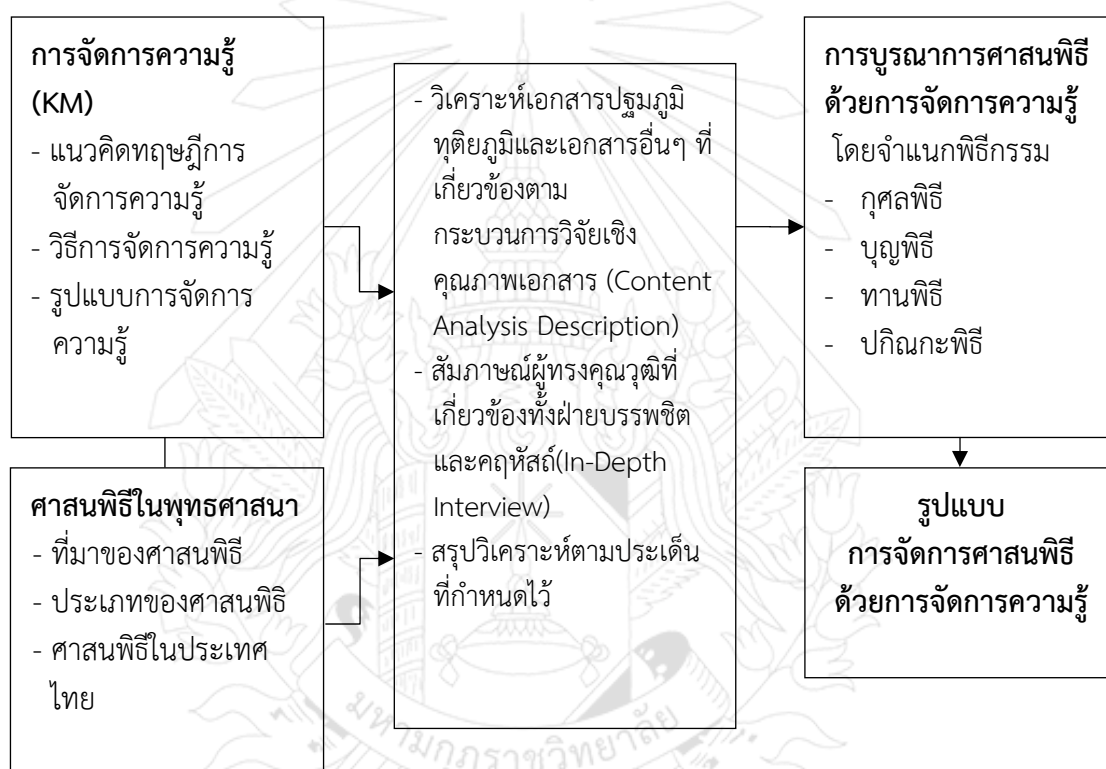 การจัดการความรู้
(KM)
- แนวคิดทฤษฎีการ
จัดการความรู้
- วิธีการจัดการความรู้
- รูปแบบการจัดการ
ความรู้
ศาสนพิธีในพุทธศาสนา
- ที่มาของศาสนพิธี
- ประเภทของศาสนพิธิ
- ศาสนพิธีในประเทศ
ไทย
- วิเคราะห์เอกสารปฐมภูมิ
ทุติยภูมิและเอกสารอื่นๆ ที่
เกี่ยวข้องตาม
กระบวนการวิจัยเชิง
คุณภาพเอกสาร (Content
Analysis Description)
- สัมภาษณ์ผู้ทรงคุณวุฒิที่
เกี่ยวข้องทั้งฝ่ายบรรพชิต
และคฤหัสถ์(In-Depth
Interview)
- สรุปวิเคราะห์ตามประเด็น
ที่กำหนดไว้
การบูรณาการศาสนพิธี
ด้วยการจัดการความรู้
โดยจำแนกพิธีกรรม
- กุศลพิธี
- บุญพิธี
- ทานพิธี
- ปกิณกะพิธี
รูปแบบ
การจัดการศาสนพิธี
ด้วยการจัดการความรู้
มหามกุฏราชวิทยาลัย